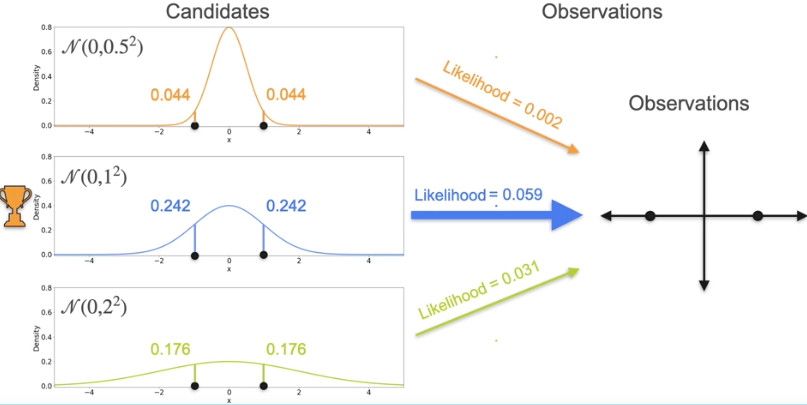 Candidates
Observations
𝒩(0,0.5²)
Density
0.8
0.6
0.4
0.2
0.0
0.044
0.044
−4
−2
0
2
4
x
Likelihood = 0.002
Observations
𝒩(0,1²)
Density
0.8
0.6
0.4
0.2
0.0
0.242
0.242
−4
−2
0
2
4
x
Likelihood = 0.059
𝒩(0,2²)
Density
0.8
0.6
0.4
0.2
0.0
0.176
0.176
−4
−2
0
2
4
x
Likelihood = 0.031